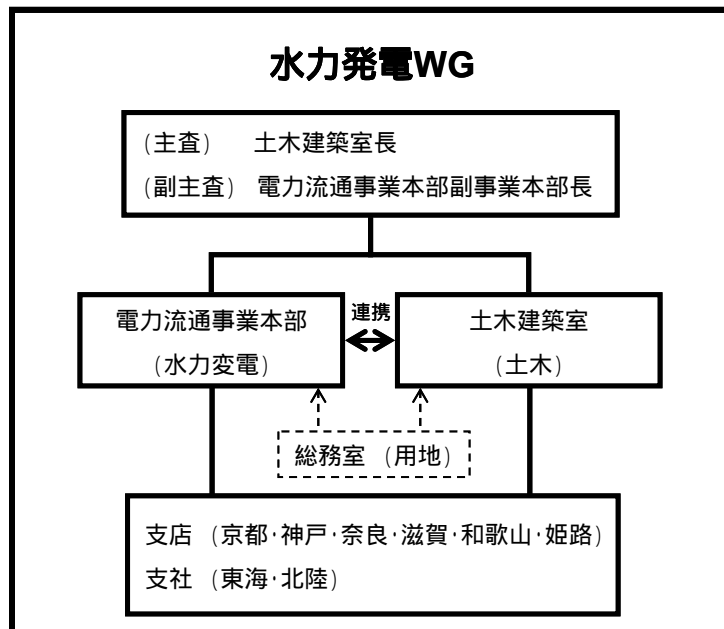 水力発電WG
(主査) 土木建築室長
(副主査) 電力流通事業本部副事業本部長
電力流通事業本部
(水力変電)
連携
土木建築室
(土木)
総務室 (用地)
支店 (京都･神戸･奈良･滋賀･和歌山･姫路)
支社 (東海･北陸)